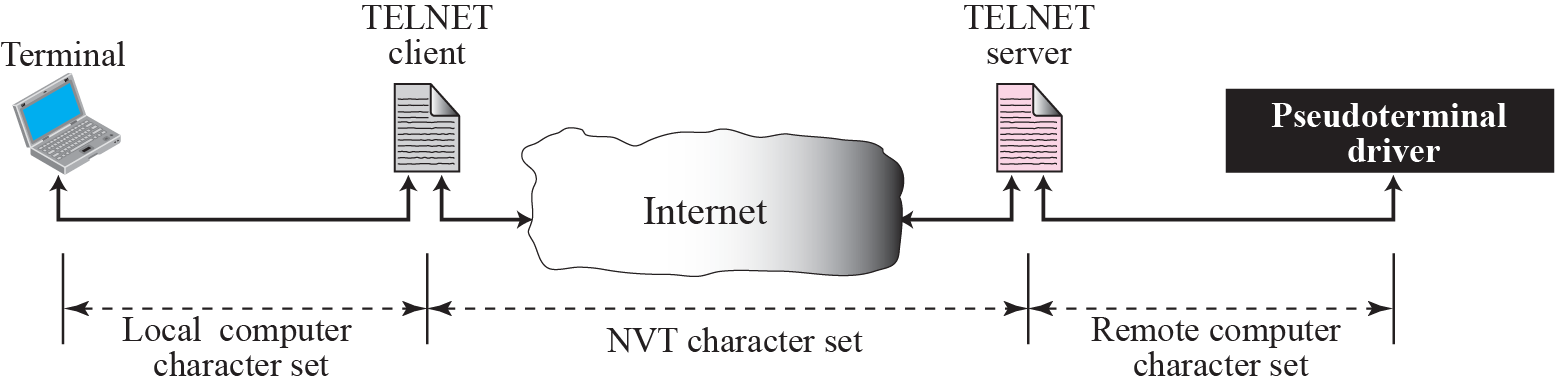 Terminal
TELNET
client
TELNET
server
Pseudoterminal
driver
Internet
Local computer
character set
NVT character set
Remote computer
character set